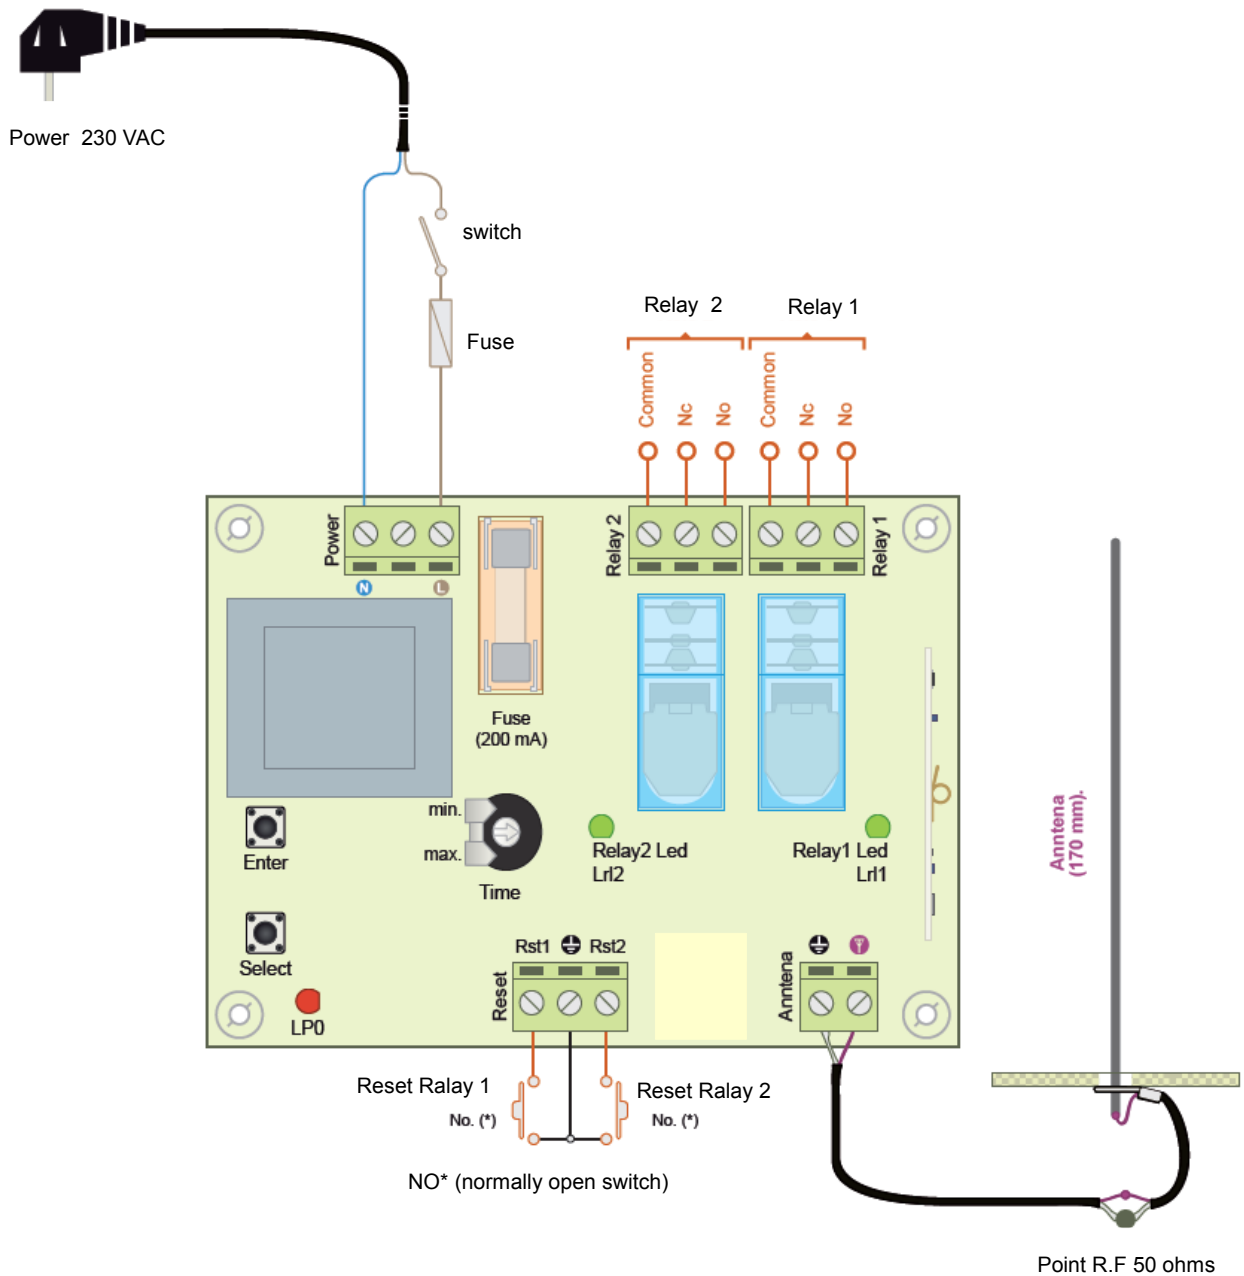 Power 230 VAC
switch
Fuse
Relay 2
Relay 1
Common
Nc
No
Common
Nc
No
Power
N
L
Relay 2
Relay 1
Fuse
(200 mA)
min.
max.
Time
Enter
Select
LP0
Relay2 Led
Lrl2
Relay1 Led
Lrl1
Anntena
(170 mm).
Rst1
Rst2
Reset
Anntena
Reset Ralay 1
No. (*)
Reset Ralay 2
No. (*)
NO* (normally open switch)
Point R.F 50 ohms